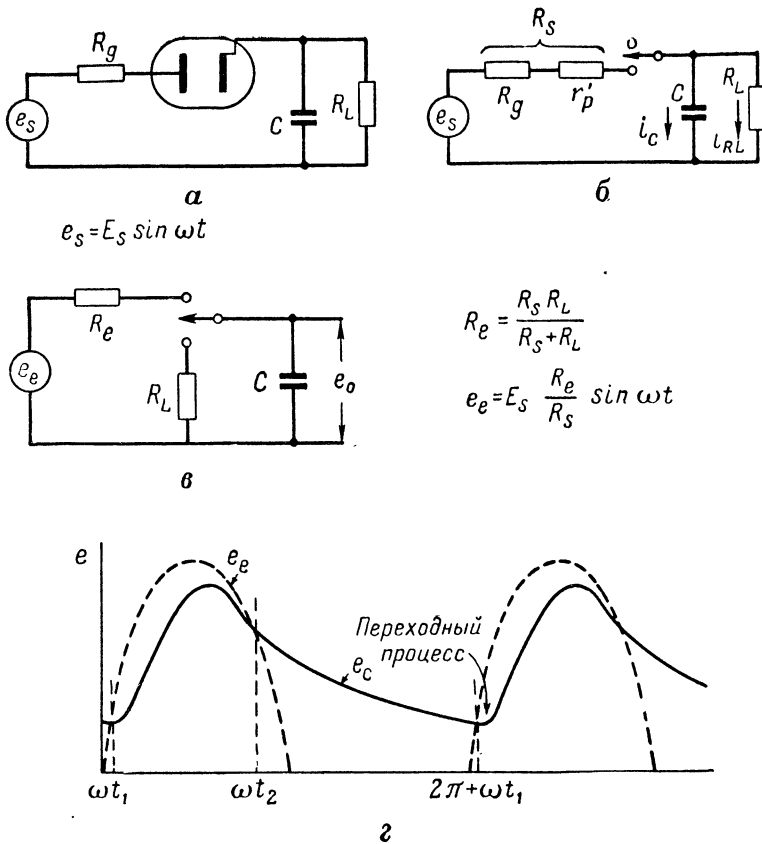 R_g
e_s
C
R_L
а
e_s = E_s sin ωt
R_s
υ
R_g
r'_p
e_s
C
R_L
i_c
i_RL
б
R_e
e_e
R_L
C
e_o
в
R_e = R_s R_L / R_s + R_L
e_e = E_s R_e / R_s sin ωt
e
e_e
Переходный
процесс
e_c
ωt_1
ωt_2
2π+ωt_1
г